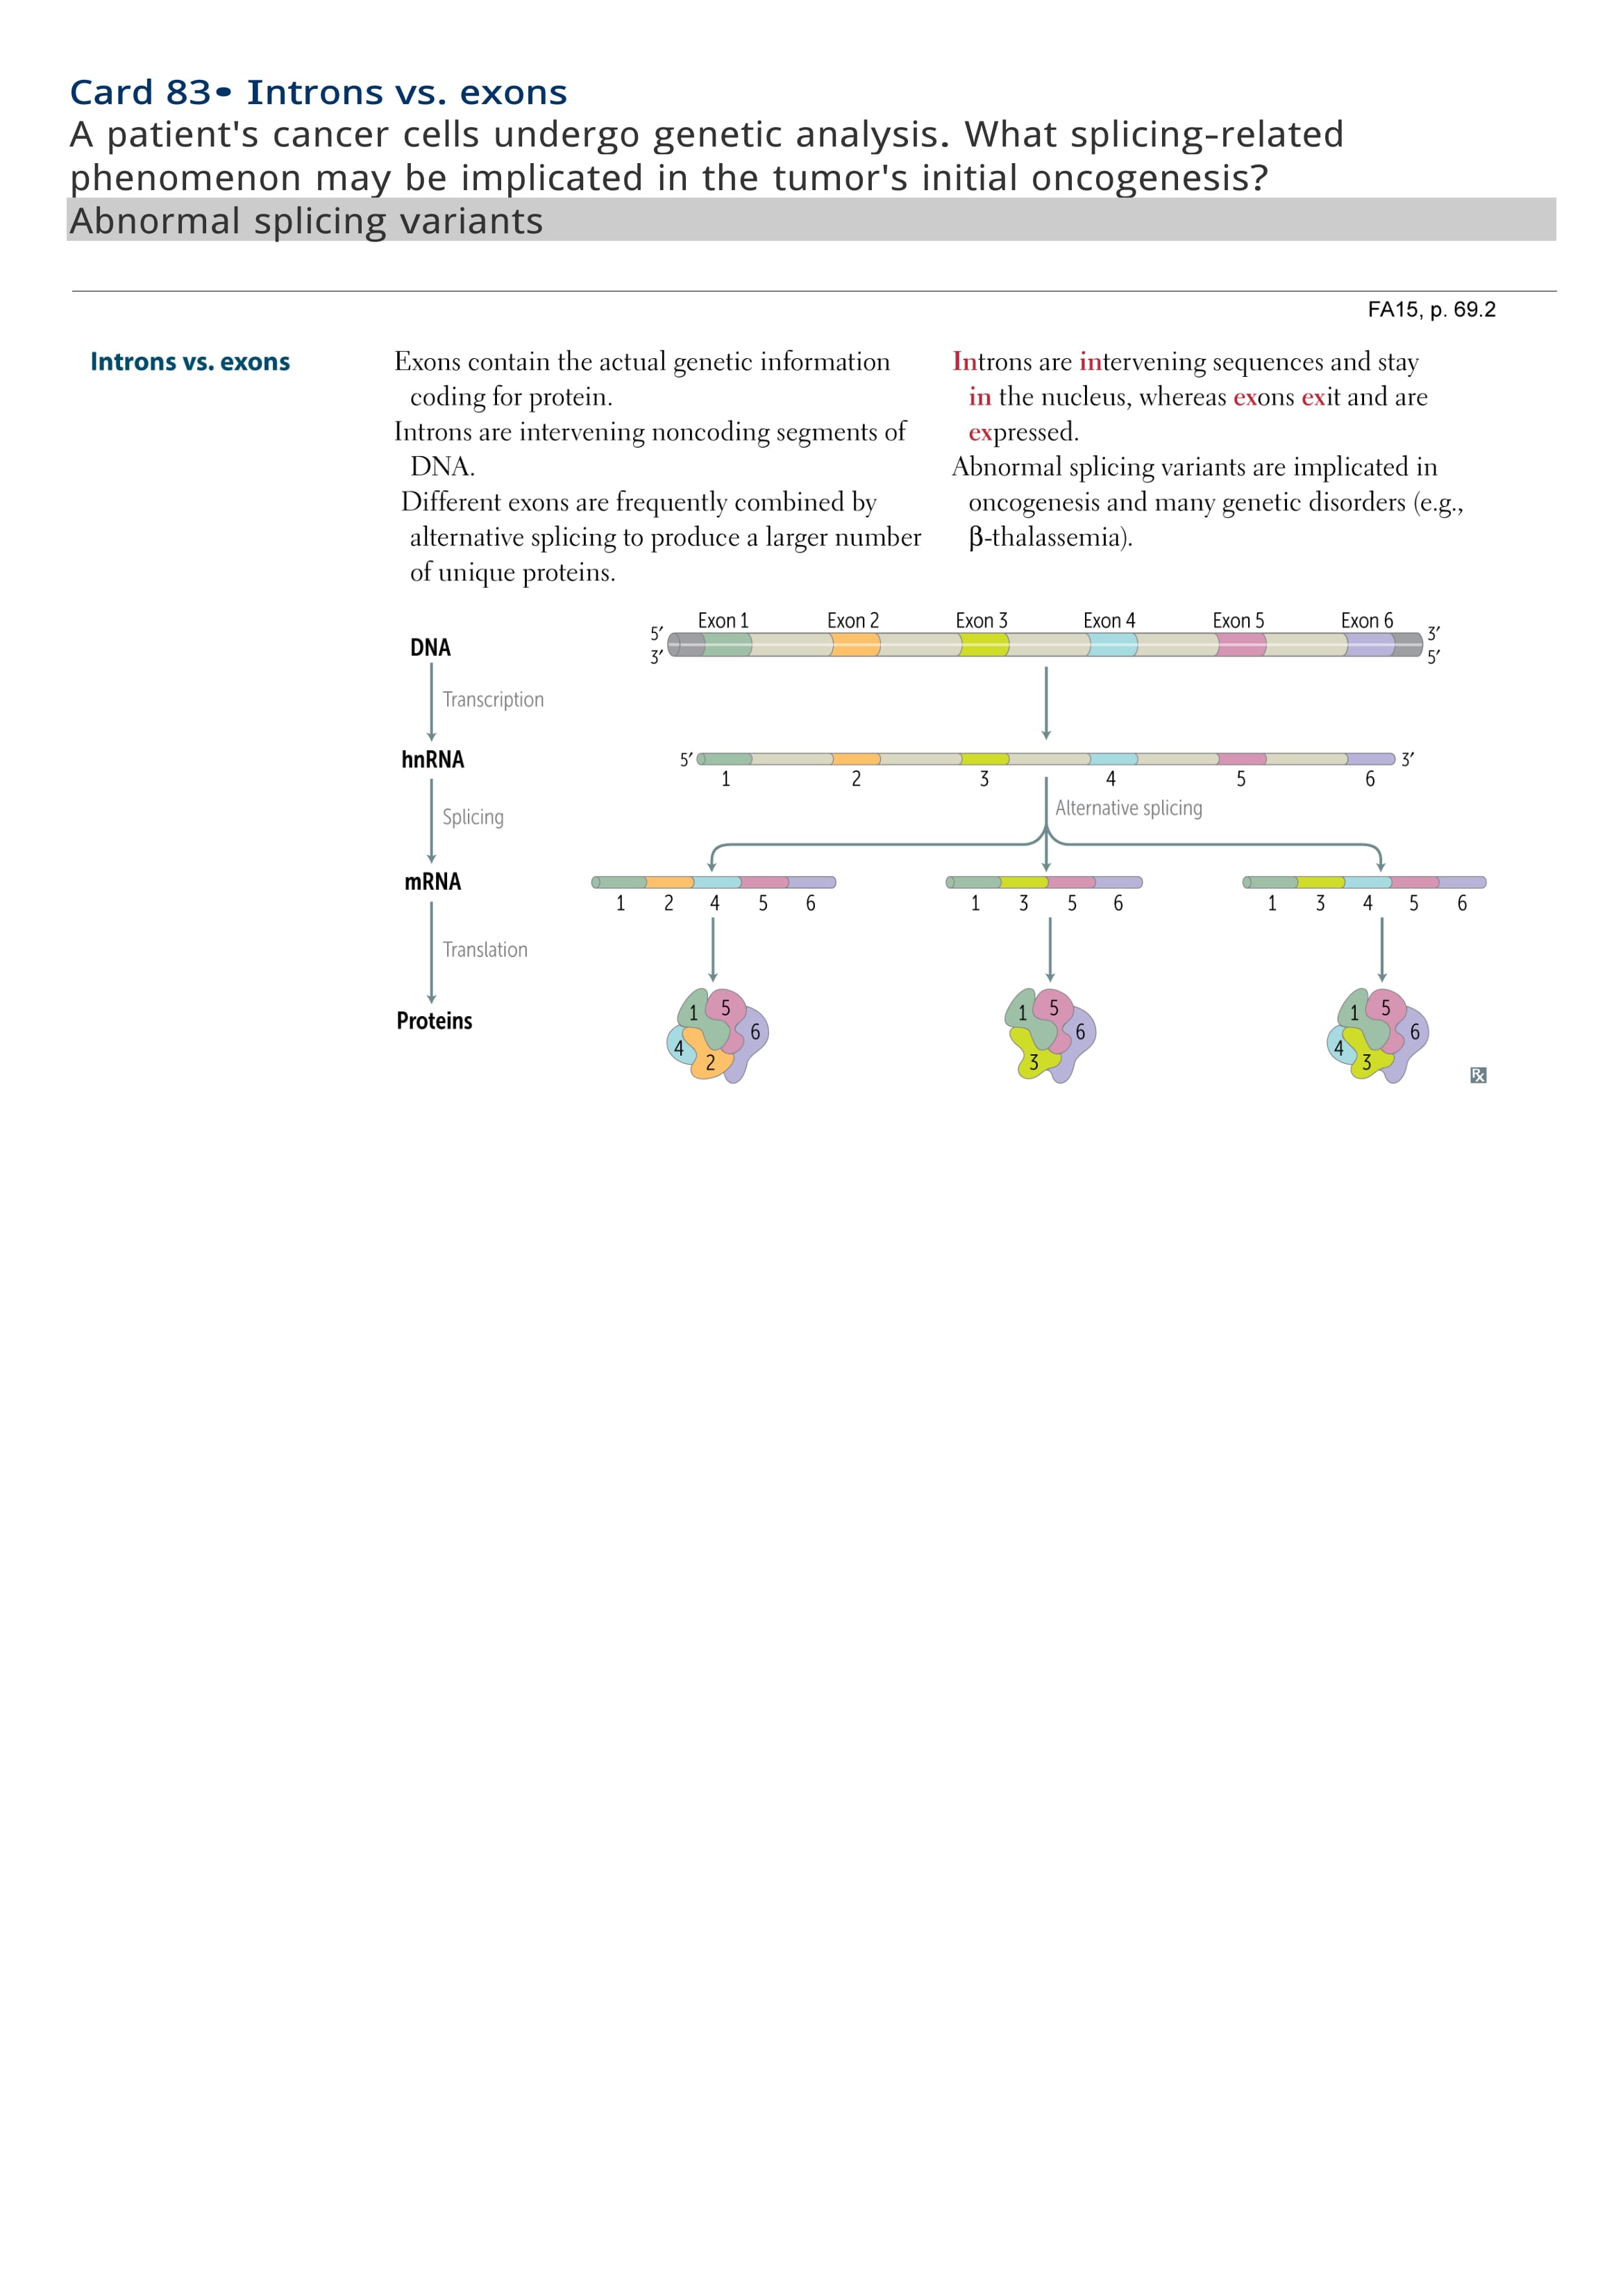 Card 83• Introns vs. exons
A patient's cancer cells undergo genetic analysis. What splicing-related
phenomenon may be implicated in the tumor's initial oncogenesis?
Abnormal splicing variants
FA15, p. 69.2
Introns vs. exons
Exons contain the actual genetic information
coding for protein.
Introns are intervening noncoding segments of
DNA.
Different exons are frequently combined by
alternative splicing to produce a larger number
of unique proteins.
Introns are intervening sequences and stay
in the nucleus, whereas exons exit and are
expressed.
Abnormal splicing variants are implicated in
oncogenesis and many genetic disorders (e.g.,
β-thalassemia).
Exon 1 Exon 2 Exon 3 Exon 4 Exon 5 Exon 6
DNA 5′ 3′
3′ 5′
Transcription
hnRNA 5′ 3′
1 2 3 4 5 6
Splicing Alternative splicing
mRNA
1 2 4 5 6 1 3 5 6 1 3 4 5 6
Translation
Proteins
1 5 6 4 2
1 5 6 3
1 5 6 4 3
Rx